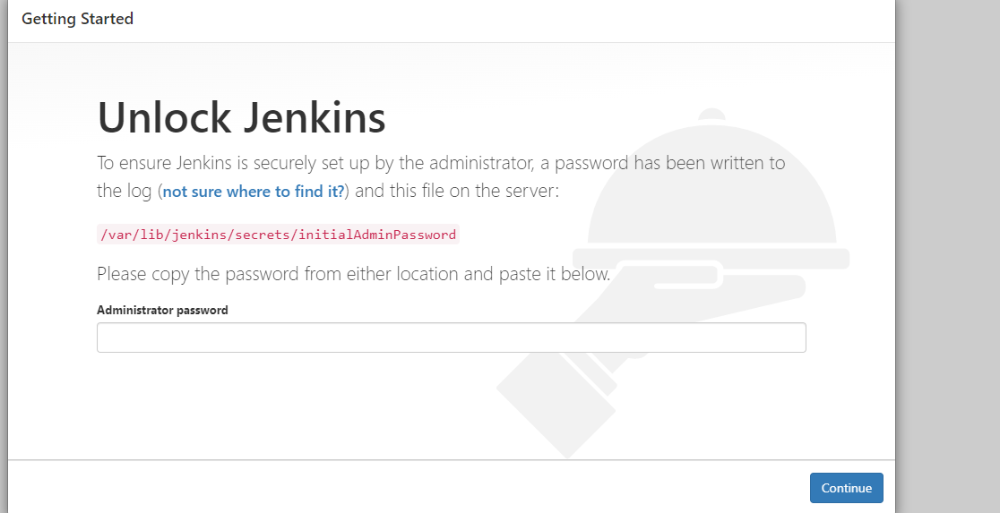 Getting Started
Unlock Jenkins
To ensure Jenkins is securely set up by the administrator, a password has been written to
the log (not sure where to find it?) and this file on the server:
/var/lib/jenkins/secrets/initialAdminPassword
Please copy the password from either location and paste it below.
Administrator password
Continue